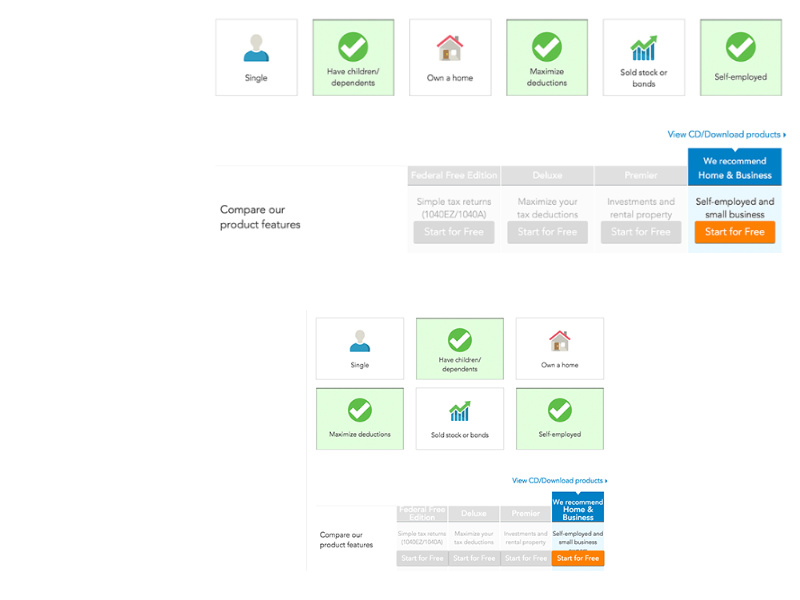 Single
Have children/
dependents
Own a home
Maximize
deductions
Sold stock or
bonds
Self-employed
View CD/Download products
We recommend
Home & Business
Federal Free Edition
Deluxe
Premier
Compare our
product features
Simple tax returns
(1040EZ/1040A)
Maximize your
tax deductions
Investments and
rental property
Self-employed and
small business
Start for Free
Start for Free
Start for Free
Start for Free
Single
Have children/
dependents
Own a home
Maximize deductions
Sold stock or bonds
Self-employed
View CD/Download products
We recommend
Home &
Business
Federal Free
Edition
Deluxe
Premier
Compare our
product features
Simple tax returns
(1040EZ/1040A)
Maximize your
tax deductions
Investments and
rental property
Self-employed and
small business
Start for Free
Start for Free
Start for Free
Start for Free